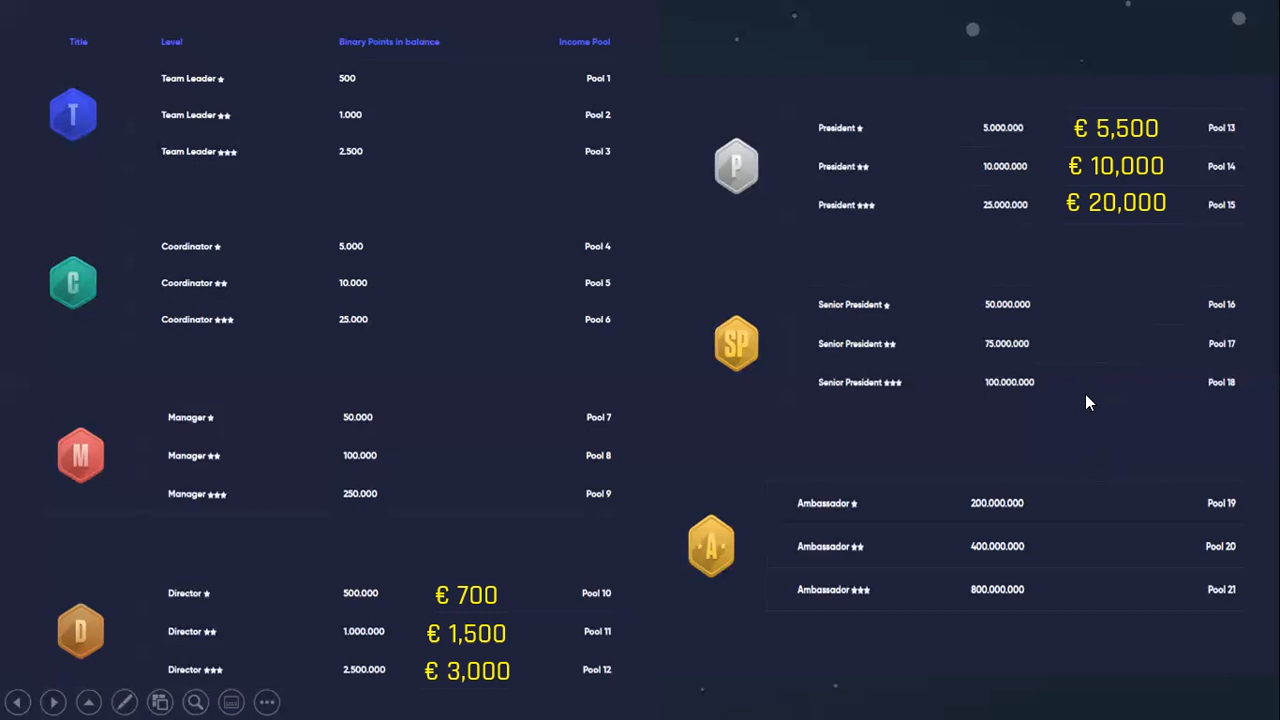 Title Level Binary Points in balance Income Pool
T
Team Leader ★ 500 Pool 1
Team Leader ★★ 1.000 Pool 2
Team Leader ★★★ 2.500 Pool 3
C
Coordinator ★ 5.000 Pool 4
Coordinator ★★ 10.000 Pool 5
Coordinator ★★★ 25.000 Pool 6
M
Manager ★ 50.000 Pool 7
Manager ★★ 100.000 Pool 8
Manager ★★★ 250.000 Pool 9
D
Director ★ 500.000 € 700 Pool 10
Director ★★ 1.000.000 € 1,500 Pool 11
Director ★★★ 2.500.000 € 3,000 Pool 12
P
President ★ 5.000.000 € 5,500 Pool 13
President ★★ 10.000.000 € 10,000 Pool 14
President ★★★ 25.000.000 € 20,000 Pool 15
SP
Senior President ★ 50.000.000 Pool 16
Senior President ★★ 75.000.000 Pool 17
Senior President ★★★ 100.000.000 Pool 18
A
Ambassador ★ 200.000.000 Pool 19
Ambassador ★★ 400.000.000 Pool 20
Ambassador ★★★ 800.000.000 Pool 21